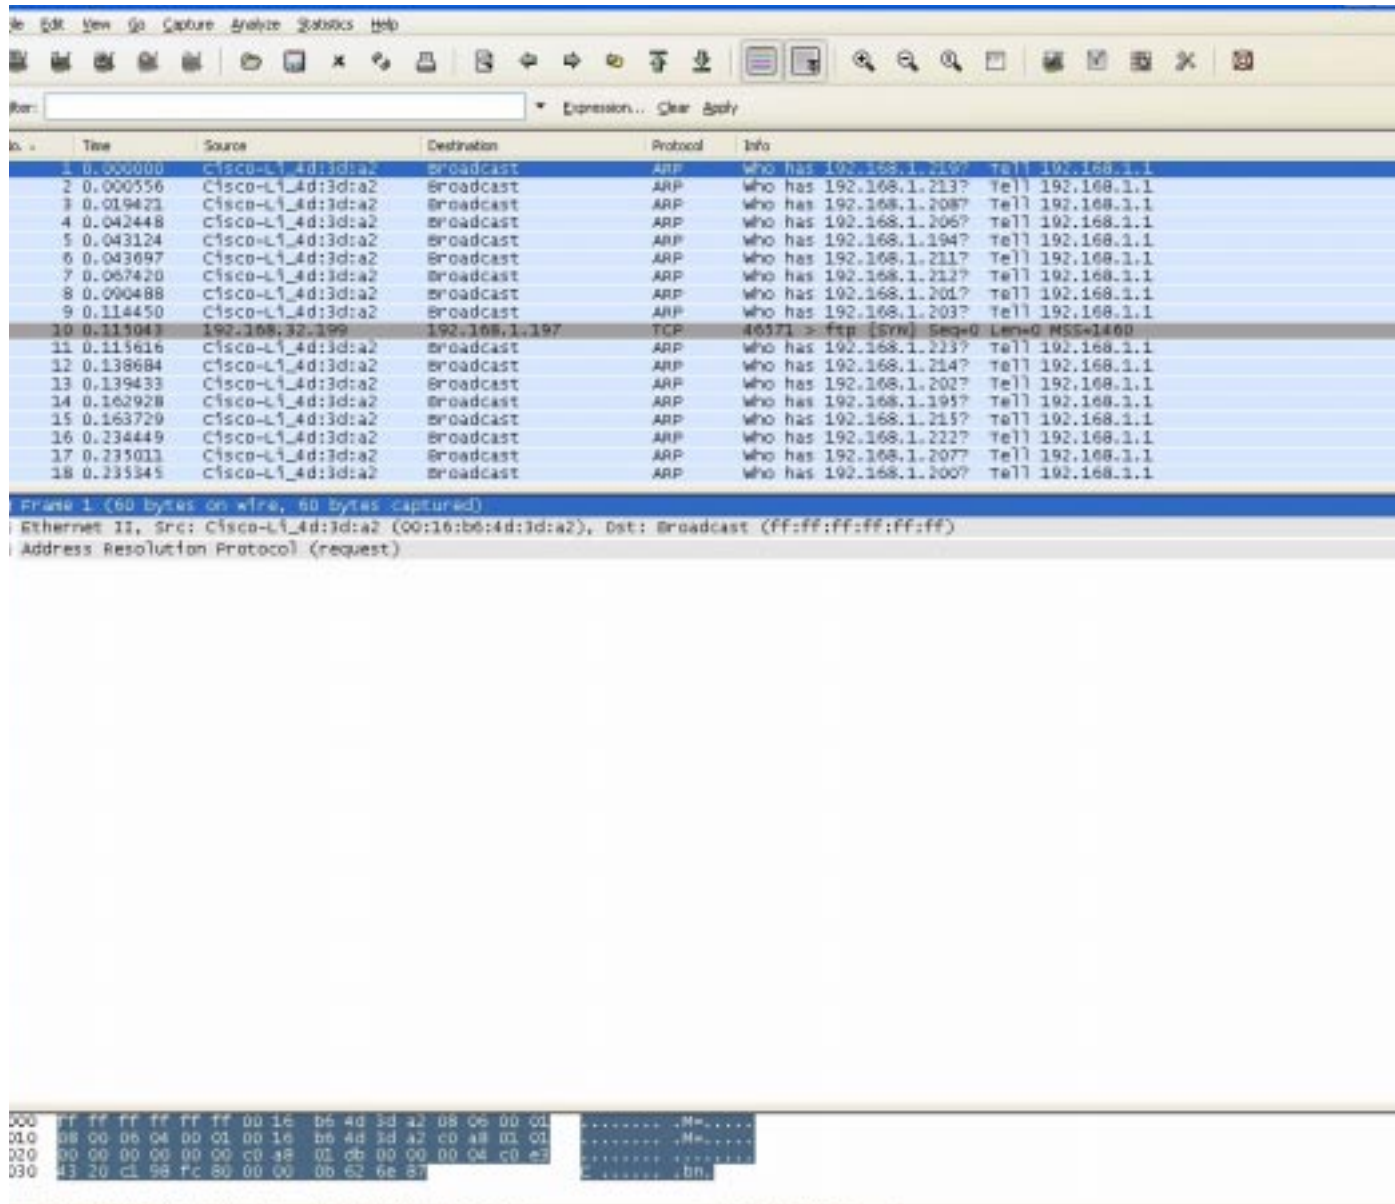 le Edit View Go Capture Analyze Statistics Help
lter: Expression... Clear Apply
o. Time Source Destination Protocol Info
1 0.000000 Cisco-Li_4d:3d:a2 Broadcast ARP Who has 192.168.1.219? Tell 192.168.1.1
2 0.000556 Cisco-Li_4d:3d:a2 Broadcast ARP Who has 192.168.1.213? Tell 192.168.1.1
3 0.019421 Cisco-Li_4d:3d:a2 Broadcast ARP Who has 192.168.1.208? Tell 192.168.1.1
4 0.042448 Cisco-Li_4d:3d:a2 Broadcast ARP Who has 192.168.1.206? Tell 192.168.1.1
5 0.043124 Cisco-Li_4d:3d:a2 Broadcast ARP Who has 192.168.1.194? Tell 192.168.1.1
6 0.043697 Cisco-Li_4d:3d:a2 Broadcast ARP Who has 192.168.1.211? Tell 192.168.1.1
7 0.067420 Cisco-Li_4d:3d:a2 Broadcast ARP Who has 192.168.1.212? Tell 192.168.1.1
8 0.090488 Cisco-Li_4d:3d:a2 Broadcast ARP Who has 192.168.1.201? Tell 192.168.1.1
9 0.114450 Cisco-Li_4d:3d:a2 Broadcast ARP Who has 192.168.1.203? Tell 192.168.1.1
10 0.115043 192.168.32.199 192.168.1.197 TCP 46571 > ftp [SYN] Seq=0 Len=0 MSS=1460
11 0.115616 Cisco-Li_4d:3d:a2 Broadcast ARP Who has 192.168.1.223? Tell 192.168.1.1
12 0.138684 Cisco-Li_4d:3d:a2 Broadcast ARP Who has 192.168.1.214? Tell 192.168.1.1
13 0.139433 Cisco-Li_4d:3d:a2 Broadcast ARP Who has 192.168.1.202? Tell 192.168.1.1
14 0.162928 Cisco-Li_4d:3d:a2 Broadcast ARP Who has 192.168.1.195? Tell 192.168.1.1
15 0.163729 Cisco-Li_4d:3d:a2 Broadcast ARP Who has 192.168.1.215? Tell 192.168.1.1
16 0.234449 Cisco-Li_4d:3d:a2 Broadcast ARP Who has 192.168.1.222? Tell 192.168.1.1
17 0.235011 Cisco-Li_4d:3d:a2 Broadcast ARP Who has 192.168.1.207? Tell 192.168.1.1
18 0.235345 Cisco-Li_4d:3d:a2 Broadcast ARP Who has 192.168.1.200? Tell 192.168.1.1
Frame 1 (60 bytes on wire, 60 bytes captured)
Ethernet II, Src: Cisco-Li_4d:3d:a2 (00:16:b6:4d:3d:a2), Dst: Broadcast (ff:ff:ff:ff:ff:ff)
Address Resolution Protocol (request)
000 ff ff ff ff ff ff 00 16 b6 4d 3d a2 08 06 00 01 ........ .M=.....
010 08 00 06 04 00 01 00 16 b6 4d 3d a2 c0 a8 01 01 ........ .M=.....
020 00 00 00 00 00 00 c0 a8 01 db 00 00 00 04 c0 e3 ........ ........
030 43 20 c1 98 fc 80 00 00 0b 62 6e 87 C ...... .bn.